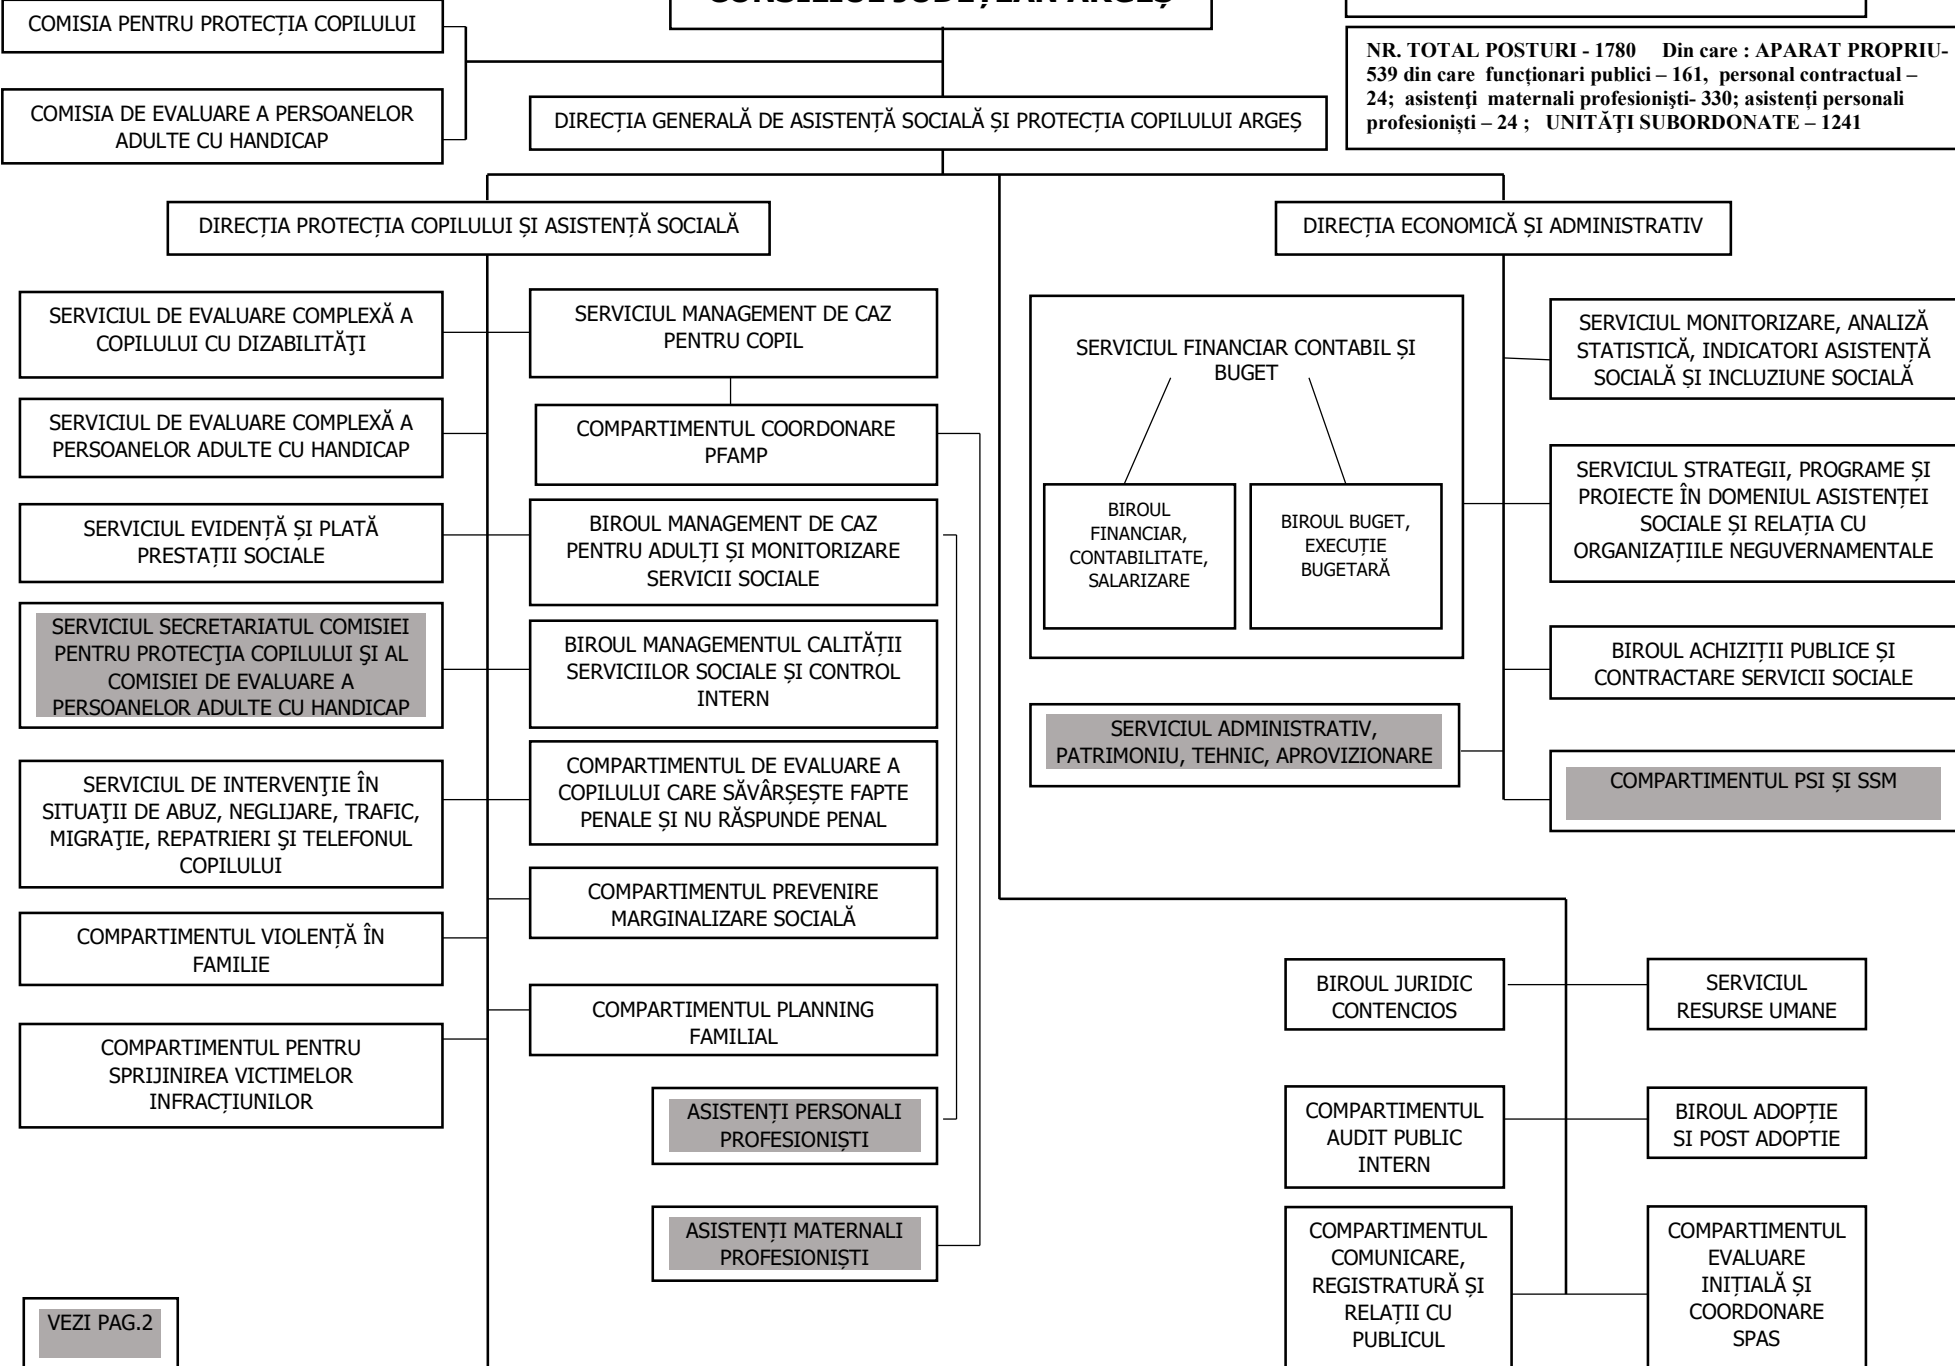 CONSILIUL JUDEȚEAN ARGEȘ
COMISIA PENTRU PROTECȚIA COPILULUI
NR. TOTAL POSTURI - 1780 Din care : APARAT PROPRIU-
539 din care funcționari publici – 161, personal contractual –
24; asistenţi maternali profesionişti- 330; asistenți personali
profesioniști – 24 ; UNITĂŢI SUBORDONATE – 1241
COMISIA DE EVALUARE A PERSOANELOR
ADULTE CU HANDICAP
DIRECȚIA GENERALĂ DE ASISTENȚĂ SOCIALĂ ȘI PROTECȚIA COPILULUI ARGEȘ
DIRECȚIA PROTECȚIA COPILULUI ȘI ASISTENȚĂ SOCIALĂ
SERVICIUL DE EVALUARE COMPLEXĂ A
COPILULUI CU DIZABILITĂŢI
SERVICIUL DE EVALUARE COMPLEXĂ A
PERSOANELOR ADULTE CU HANDICAP
SERVICIUL EVIDENȚĂ ȘI PLATĂ
PRESTAȚII SOCIALE
SERVICIUL SECRETARIATUL COMISIEI
PENTRU PROTECŢIA COPILULUI ŞI AL
COMISIEI DE EVALUARE A
PERSOANELOR ADULTE CU HANDICAP
SERVICIUL DE INTERVENŢIE ÎN
SITUAŢII DE ABUZ, NEGLIJARE, TRAFIC,
MIGRAŢIE, REPATRIERI ŞI TELEFONUL
COPILULUI
COMPARTIMENTUL VIOLENȚĂ ÎN
FAMILIE
COMPARTIMENTUL PENTRU
SPRIJINIREA VICTIMELOR
INFRACȚIUNILOR
VEZI PAG.2
SERVICIUL MANAGEMENT DE CAZ
PENTRU COPIL
COMPARTIMENTUL COORDONARE
PFAMP
BIROUL MANAGEMENT DE CAZ
PENTRU ADULȚI ȘI MONITORIZARE
SERVICII SOCIALE
BIROUL MANAGEMENTUL CALITĂȚII
SERVICIILOR SOCIALE ȘI CONTROL
INTERN
COMPARTIMENTUL DE EVALUARE A
COPILULUI CARE SĂVÂRȘEȘTE FAPTE
PENALE ȘI NU RĂSPUNDE PENAL
COMPARTIMENTUL PREVENIRE
MARGINALIZARE SOCIALĂ
COMPARTIMENTUL PLANNING
FAMILIAL
ASISTENȚI PERSONALI
PROFESIONIȘTI
ASISTENȚI MATERNALI
PROFESIONIȘTI
DIRECȚIA ECONOMICĂ ȘI ADMINISTRATIV
SERVICIUL FINANCIAR CONTABIL ȘI
BUGET
BIROUL
FINANCIAR,
CONTABILITATE,
SALARIZARE
BIROUL BUGET,
EXECUȚIE
BUGETARĂ
SERVICIUL ADMINISTRATIV,
PATRIMONIU, TEHNIC, APROVIZIONARE
SERVICIUL MONITORIZARE, ANALIZĂ
STATISTICĂ, INDICATORI ASISTENȚĂ
SOCIALĂ ȘI INCLUZIUNE SOCIALĂ
SERVICIUL STRATEGII, PROGRAME ȘI
PROIECTE ÎN DOMENIUL ASISTENȚEI
SOCIALE ȘI RELAȚIA CU
ORGANIZAȚIILE NEGUVERNAMENTALE
BIROUL ACHIZIȚII PUBLICE ȘI
CONTRACTARE SERVICII SOCIALE
COMPARTIMENTUL PSI ȘI SSM
BIROUL JURIDIC
CONTENCIOS
SERVICIUL
RESURSE UMANE
COMPARTIMENTUL
AUDIT PUBLIC
INTERN
BIROUL ADOPȚIE
SI POST ADOPTIE
COMPARTIMENTUL
COMUNICARE,
REGISTRATURĂ ȘI
RELAȚII CU
PUBLICUL
COMPARTIMENTUL
EVALUARE
INIȚIALĂ ȘI
COORDONARE
SPAS